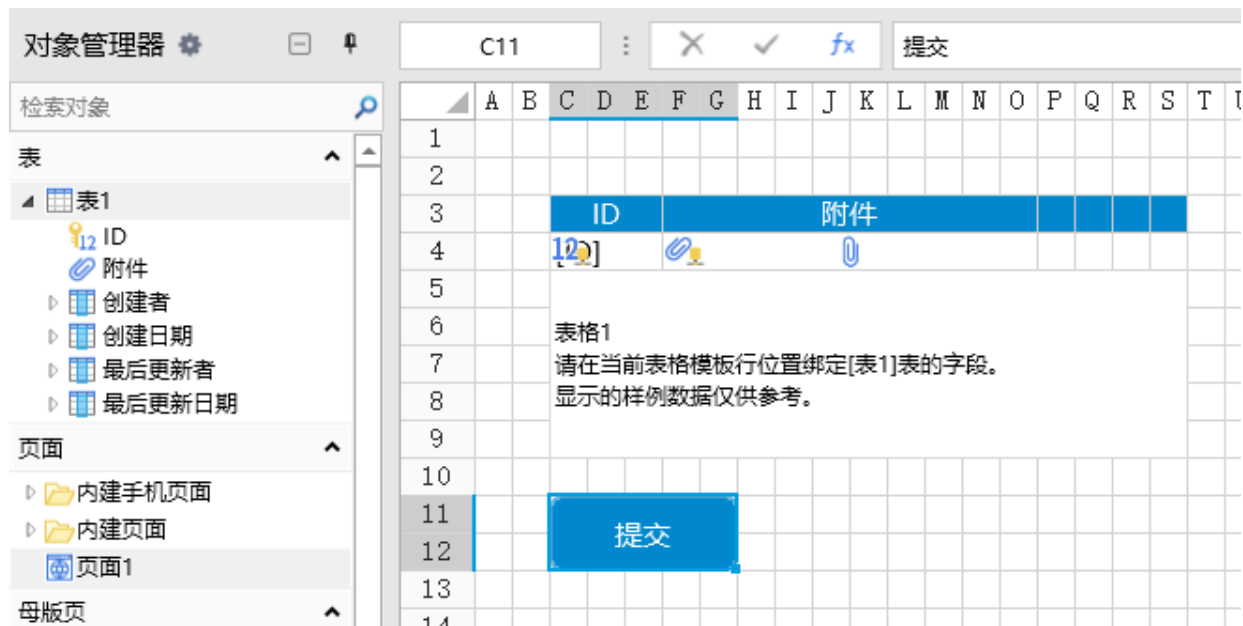 对象管理器
C11
fx
提交
检索对象
A B C D E F G H I J K L M N O P Q R S T U
表
1
2
表1
3
ID
附件
12 ID
4
12
附件
5
创建者
6
表格1
创建日期
7
请在当前表格模板行位置绑定[表1]表的字段。
最后更新者
8
显示的样例数据仅供参考。
最后更新日期
9
页面
10
内建手机页面
11
提交
内建页面
12
页面1
13
母版页
14